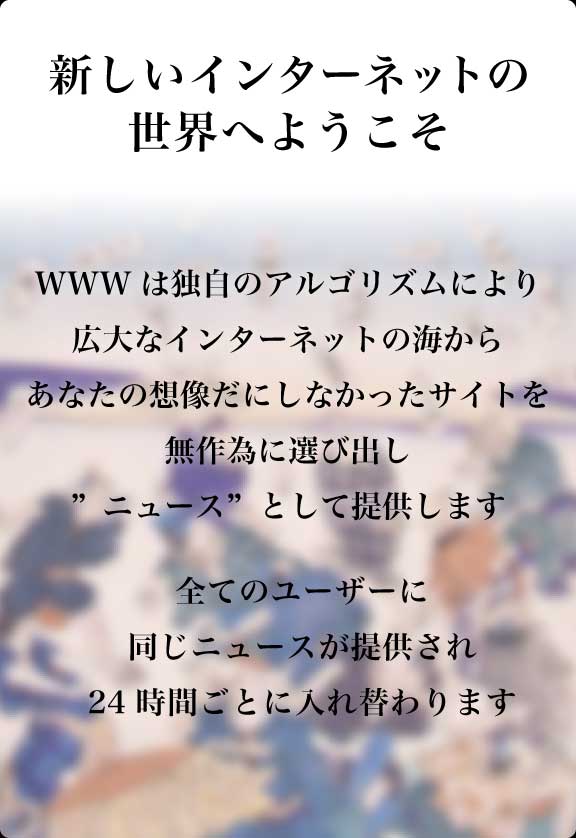 新しいインターネットの
世界へようこそ
WWWは独自のアルゴリズムにより
広大なインターネットの海から
あなたの想像だにしなかったサイトを
無作為に選び出し
”ニュース”として提供します
全てのユーザーに
同じニュースが提供され
24時間ごとに入れ替わります